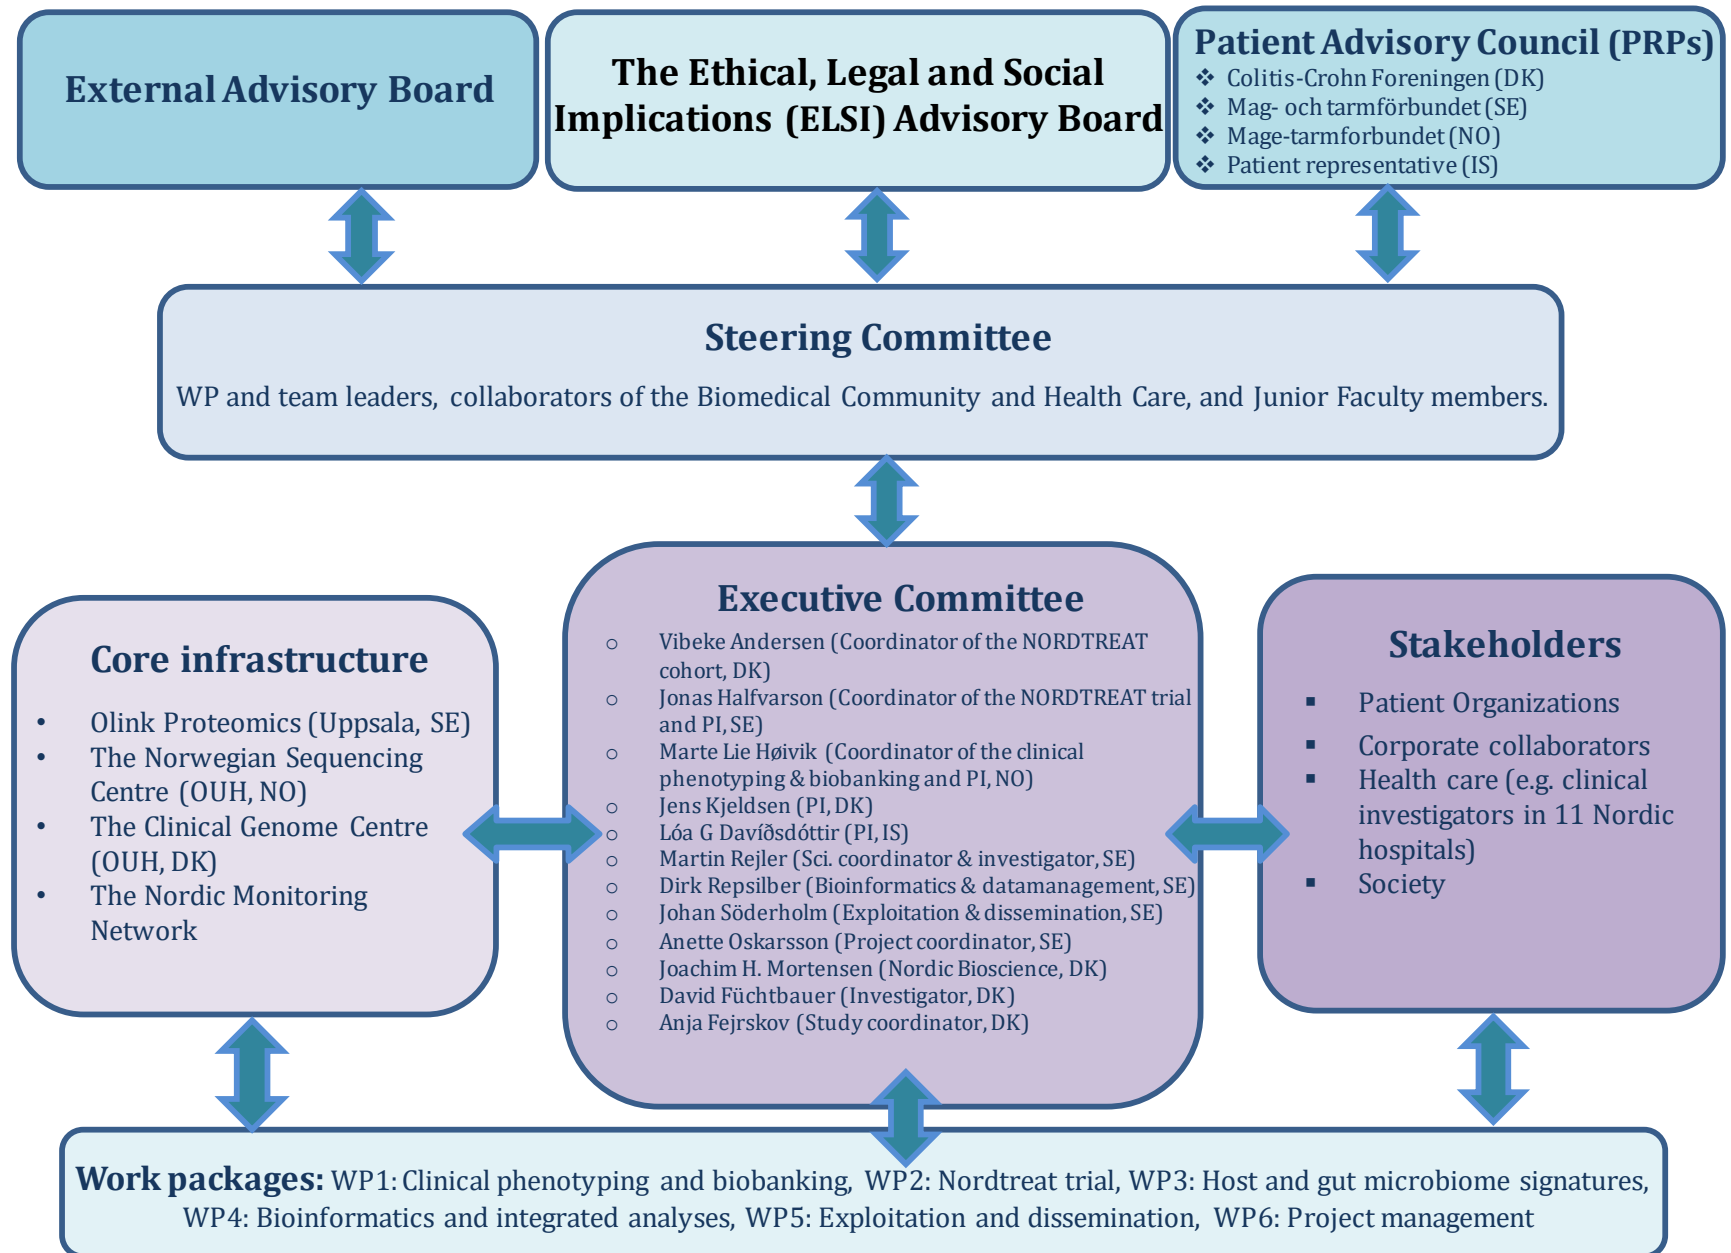 External Advisory Board
The Ethical, Legal and Social
Implications (ELSI) Advisory Board
Patient Advisory Council (PRPs)
❖ Colitis-Crohn Foreningen (DK)
❖ Mag- och tarmförbundet (SE)
❖ Mage-tarmforbundet (NO)
❖ Patient representative (IS)
Steering Committee
WP and team leaders, collaborators of the Biomedical Community and Health Care, and Junior Faculty members.
Core infrastructure
• Olink Proteomics (Uppsala, SE)
• The Norwegian Sequencing
Centre (OUH, NO)
• The Clinical Genome Centre
(OUH, DK)
• The Nordic Monitoring
Network
Executive Committee
o Vibeke Andersen (Coordinator of the NORDTREAT
cohort, DK)
o Jonas Halfvarson (Coordinator of the NORDTREAT trial
and PI, SE)
o Marte Lie Høivik (Coordinator of the clinical
phenotyping & biobanking and PI, NO)
o Jens Kjeldsen (PI, DK)
o Lóa G Davíðsdóttir (PI, IS)
o Martin Rejler (Sci. coordinator & investigator, SE)
o Dirk Repsilber (Bioinformatics & datamanagement, SE)
o Johan Söderholm (Exploitation & dissemination, SE)
o Anette Oskarsson (Project coordinator, SE)
o Joachim H. Mortensen (Nordic Bioscience, DK)
o David Füchtbauer (Investigator, DK)
o Anja Fejrskov (Study coordinator, DK)
Stakeholders
▪ Patient Organizations
▪ Corporate collaborators
▪ Health care (e.g. clinical
investigators in 11 Nordic
hospitals)
▪ Society
Work packages: WP1: Clinical phenotyping and biobanking, WP2: Nordtreat trial, WP3: Host and gut microbiome signatures,
WP4: Bioinformatics and integrated analyses, WP5: Exploitation and dissemination, WP6: Project management